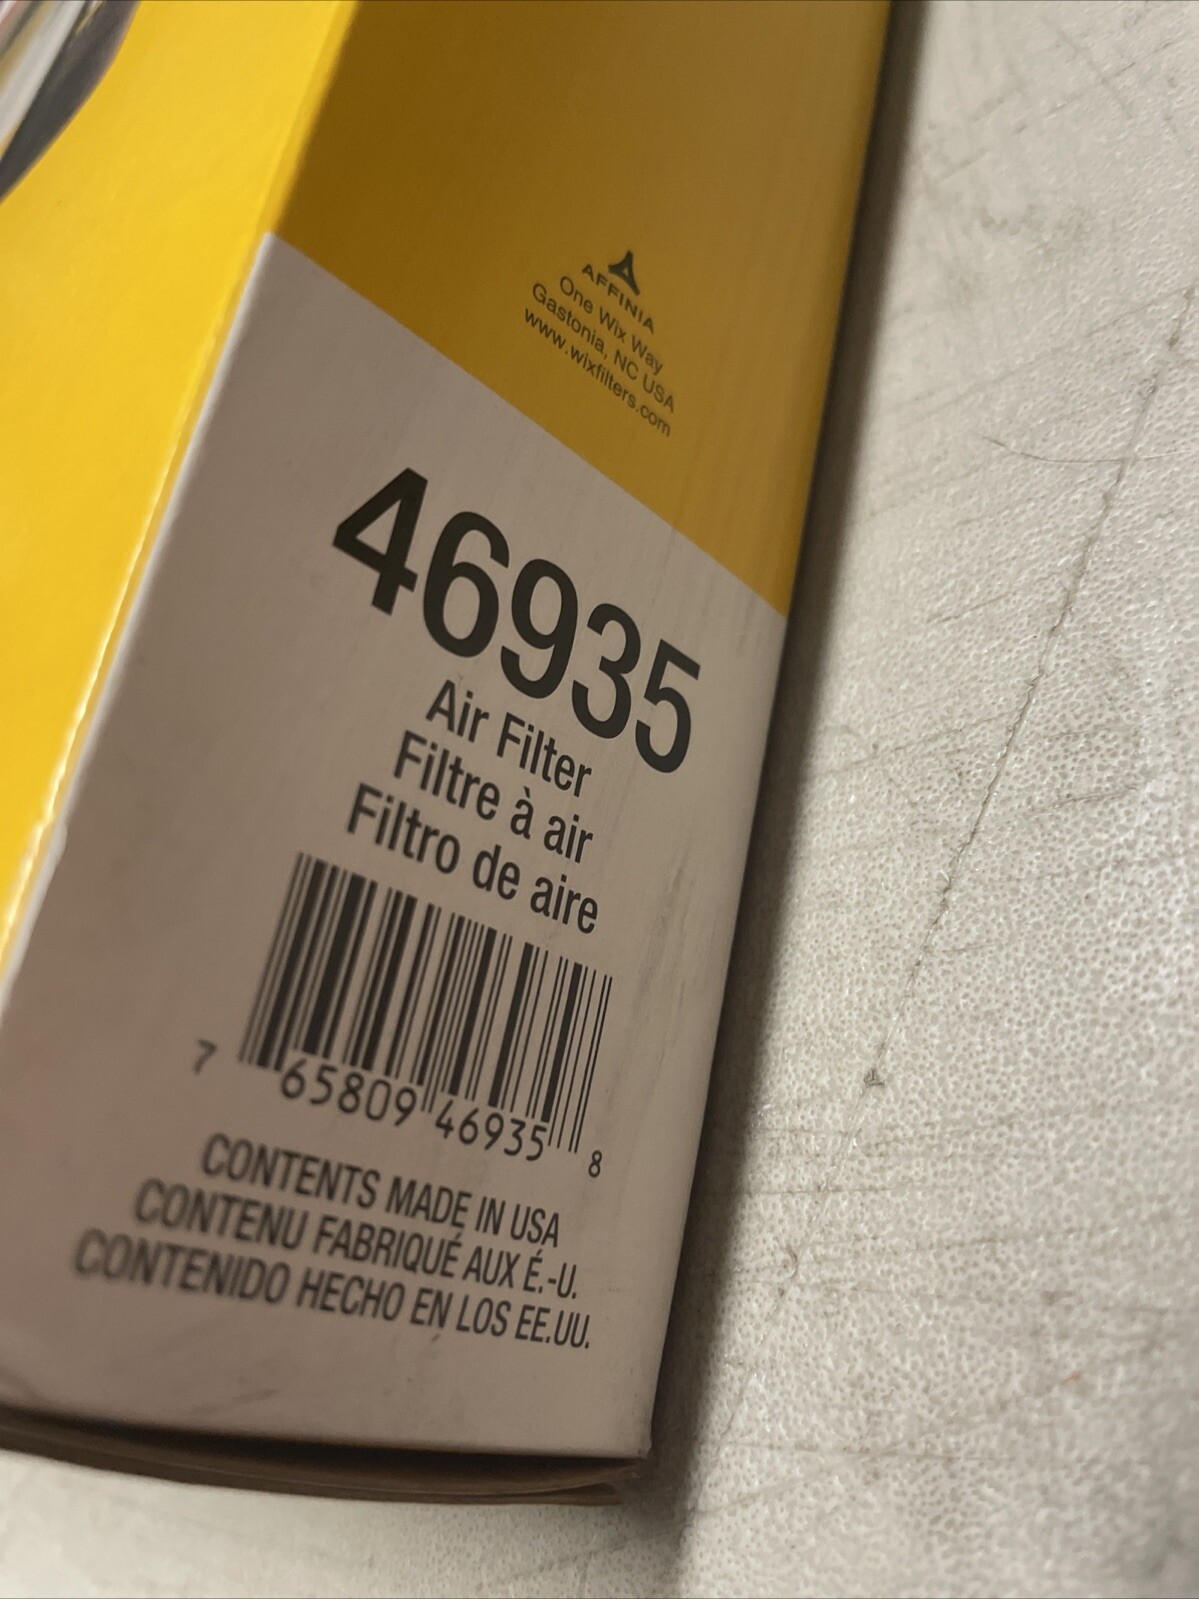 AFFINIA
One Wix Way
Gastonia, NC USA
www.wixfilters.com
46935
Air Filter
Filtre à air
Filtro de aire
7 65809 46935 8
CONTENTS MADE IN USA
CONTENU FABRIQUÉ AUX É.-U.
CONTENIDO HECHO EN LOS EE.UU.